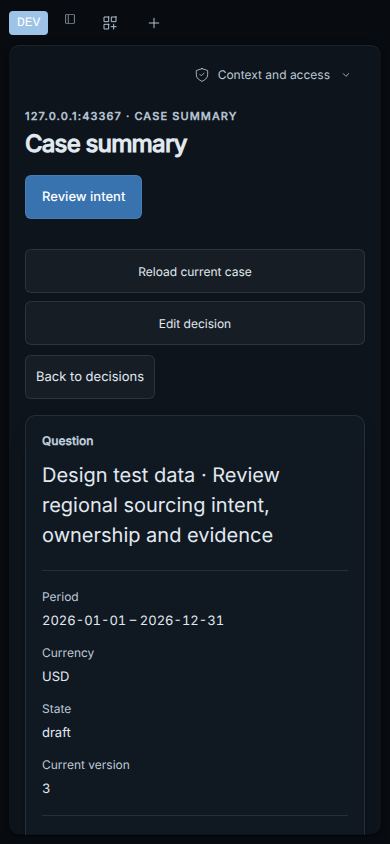 DEV
Context and access
127.0.0.1:43367 · CASE SUMMARY
Case summary
Review intent
Reload current case
Edit decision
Back to decisions
Question
Design test data · Review
regional sourcing intent,
ownership and evidence
Period
2026-01-01 – 2026-12-31
Currency
USD
State
draft
Current version
3